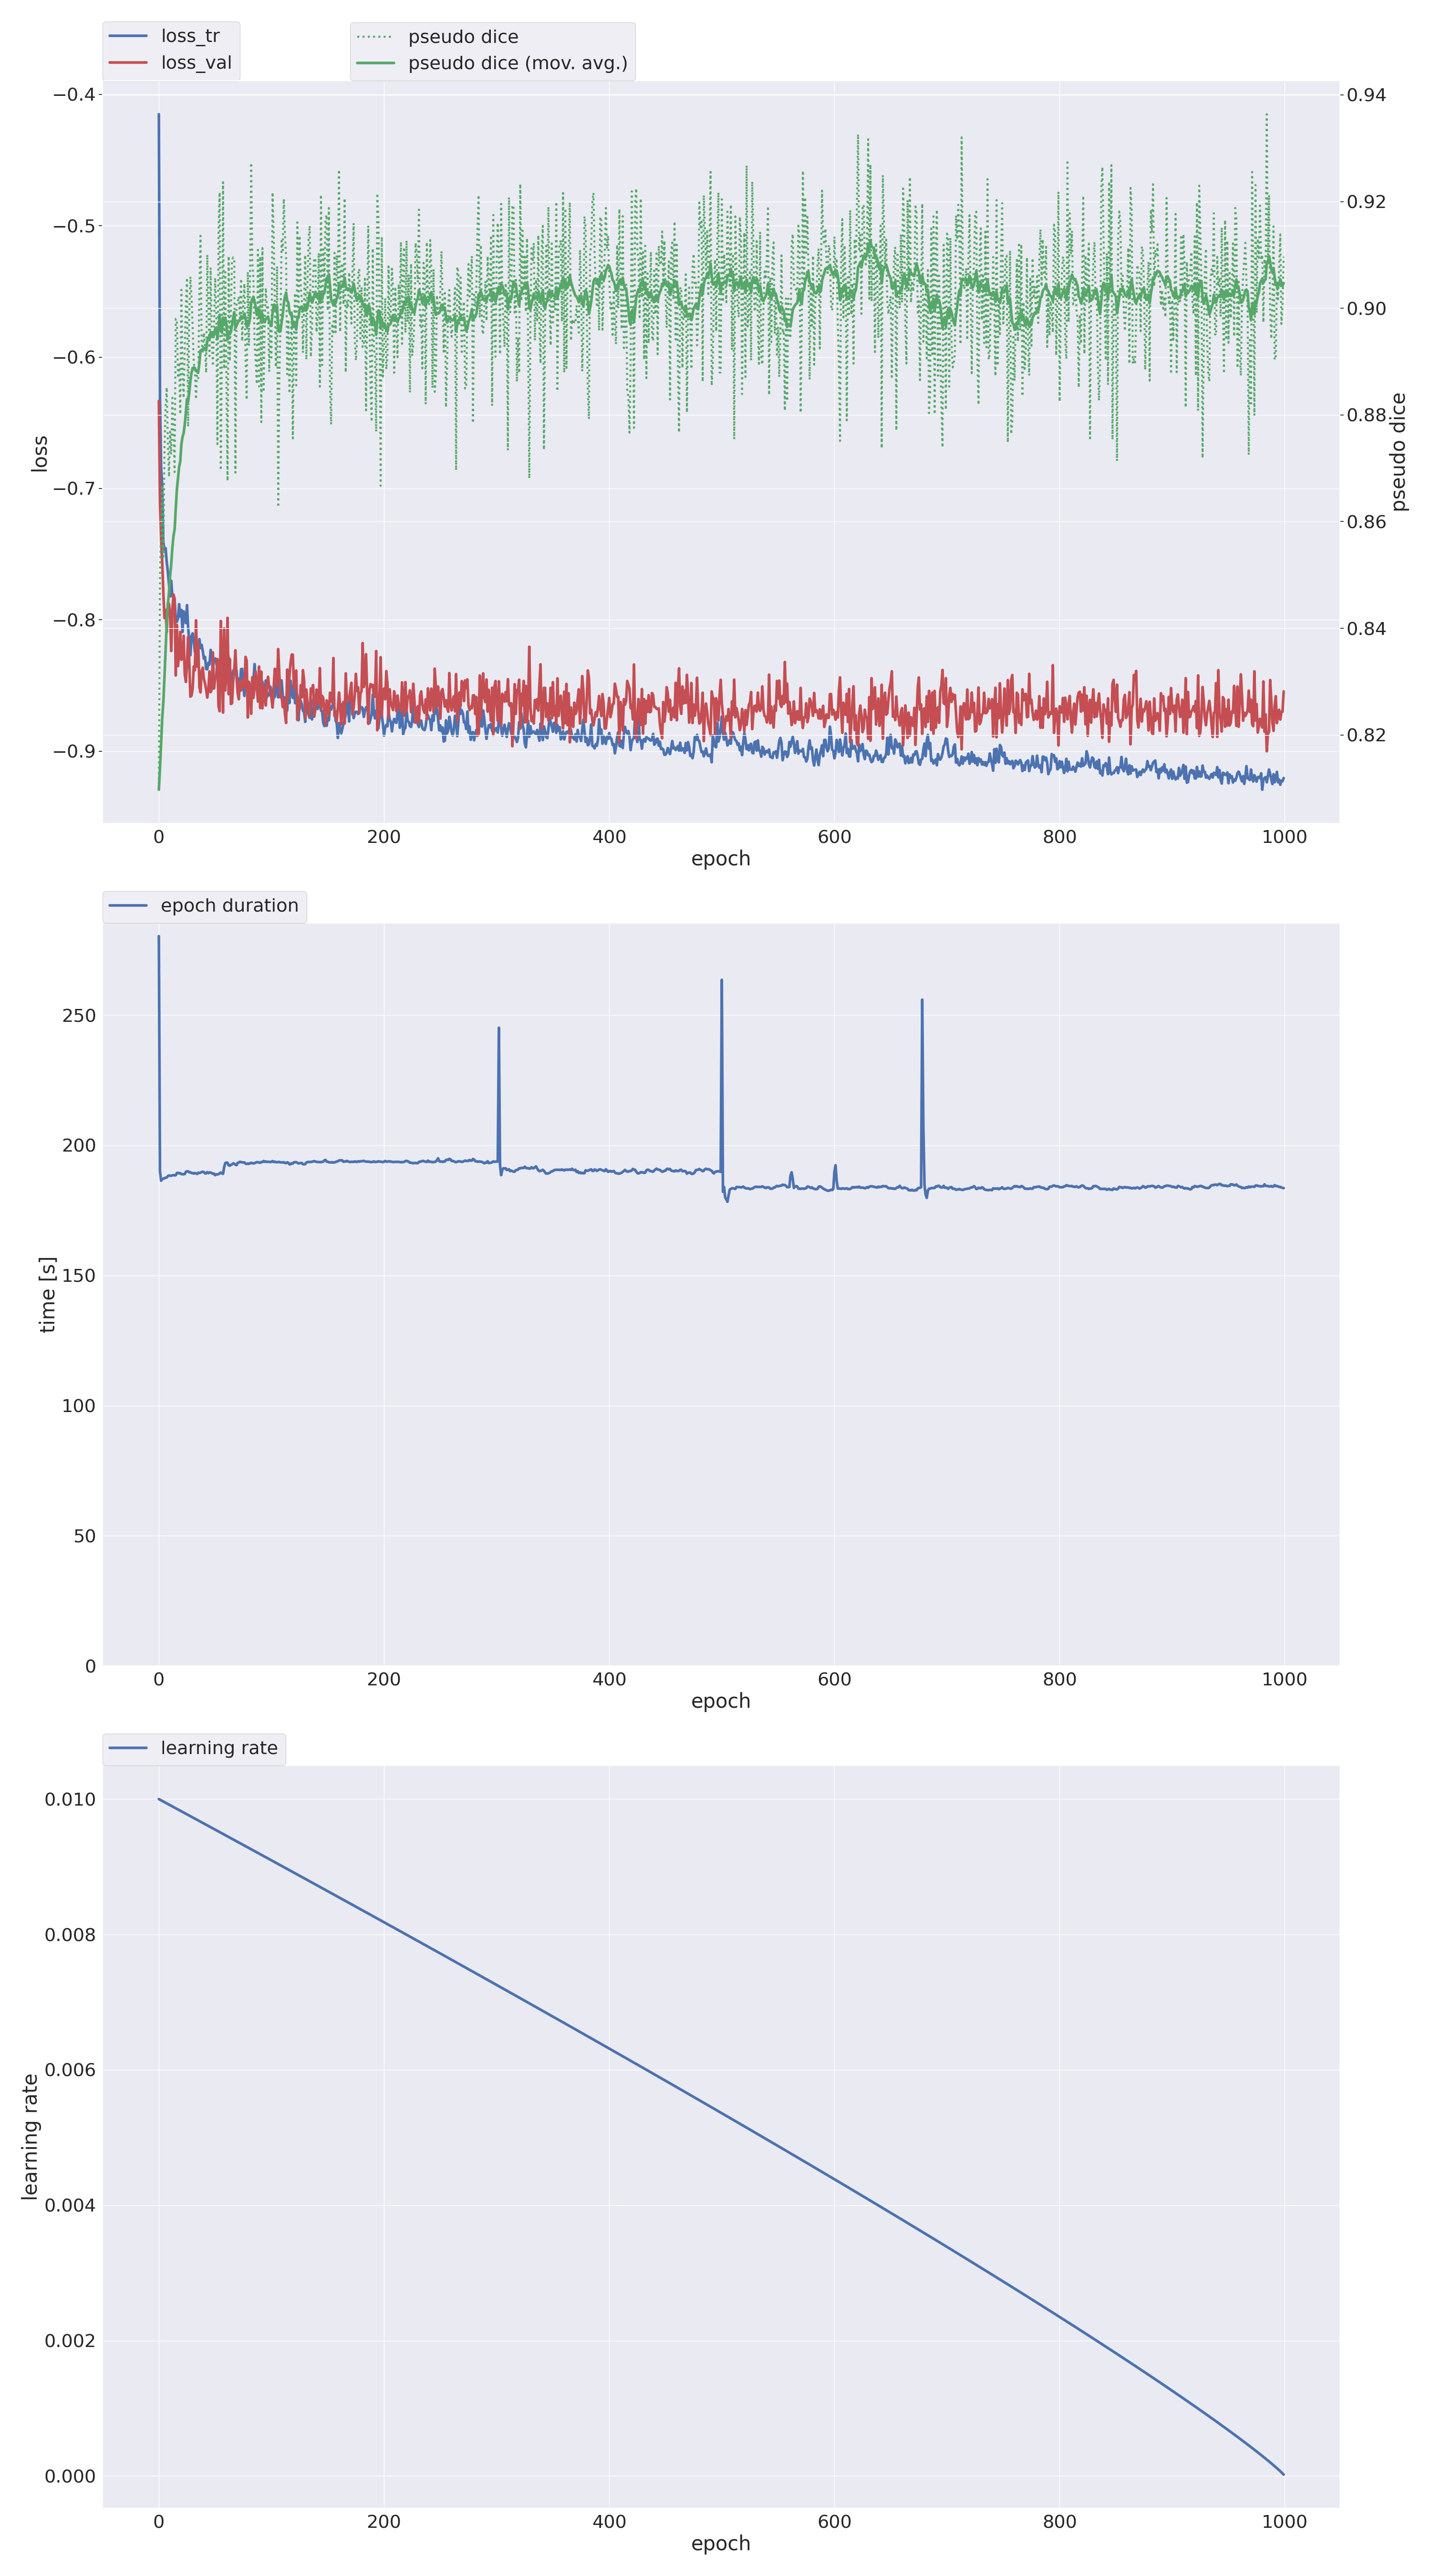 loss_tr
loss_val
pseudo dice
pseudo dice (mov. avg.)
−0.4
−0.5
−0.6
−0.7
−0.8
−0.9
loss
0.94
0.92
0.90
0.88
0.86
0.84
0.82
pseudo dice
0 200 400 600 800 1000
epoch
epoch duration
250
200
150
100
50
0
time [s]
0 200 400 600 800 1000
epoch
learning rate
0.010
0.008
0.006
0.004
0.002
0.000
learning rate
0 200 400 600 800 1000
epoch